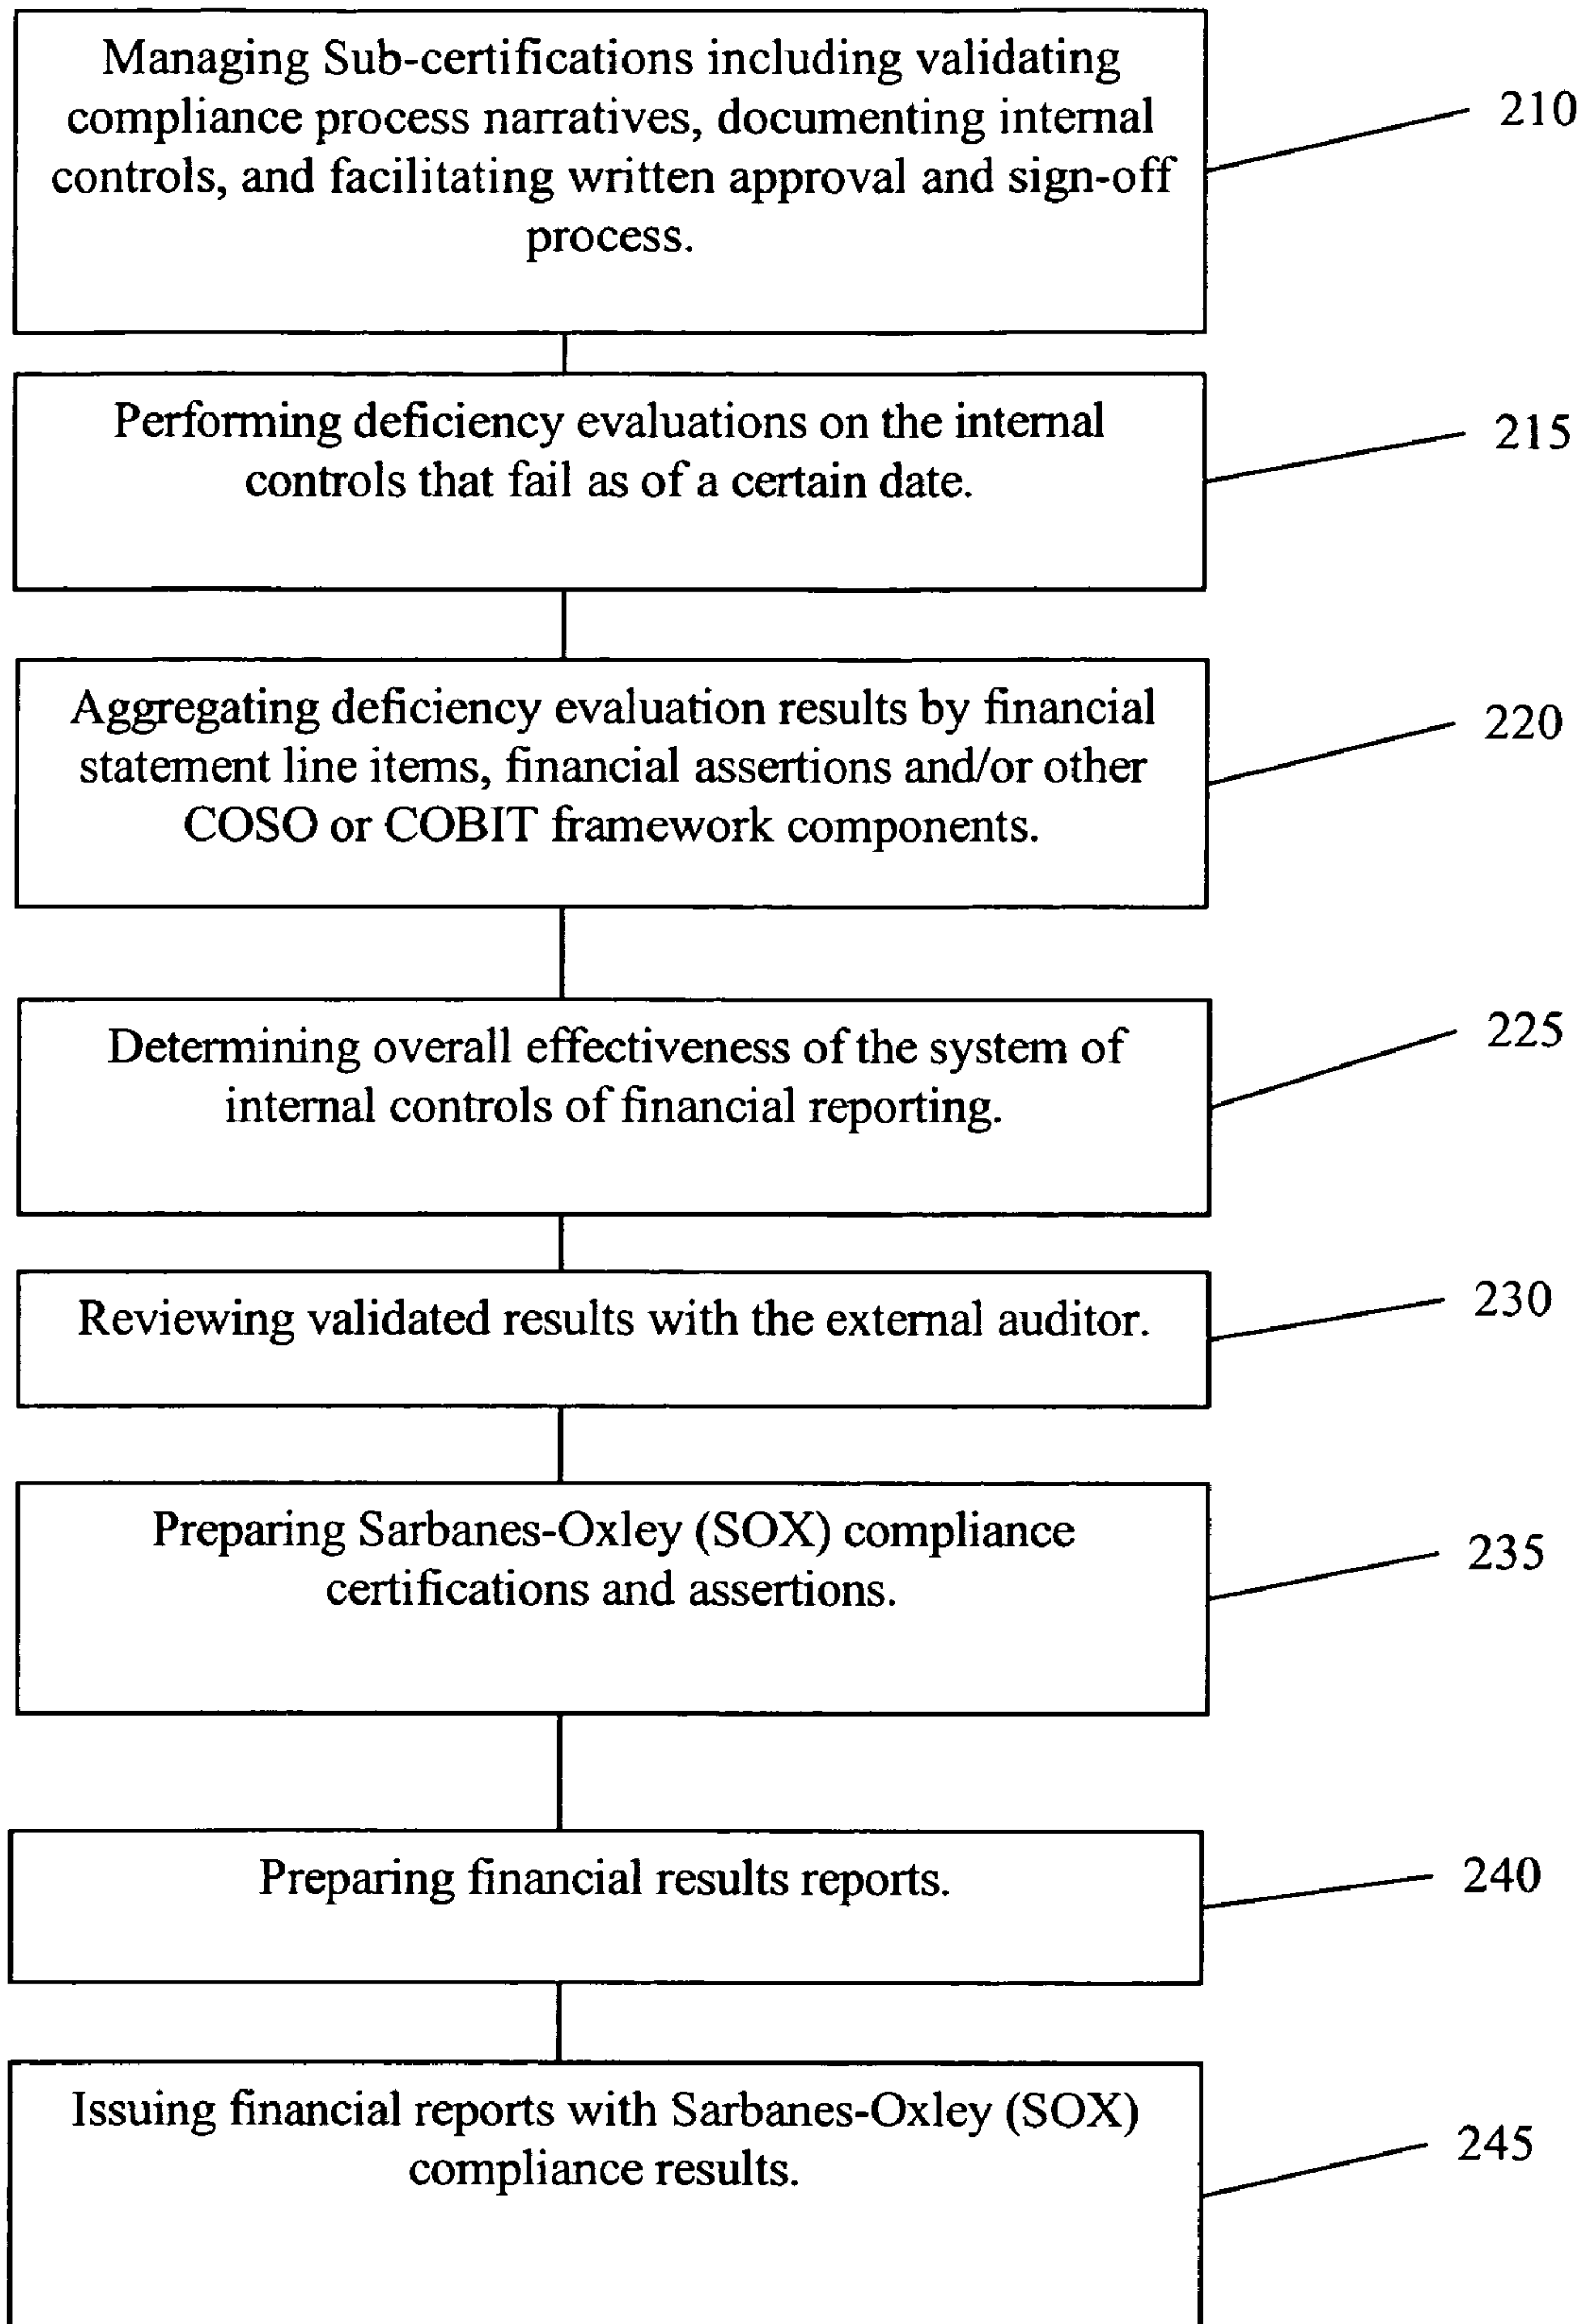 Managing Sub-certifications including validating
compliance process narratives, documenting internal
controls, and facilitating written approval and sign-off
process.
210
Performing deficiency evaluations on the internal
controls that fail as of a certain date.
215
Aggregating deficiency evaluation results by financial
statement line items, financial assertions and/or other
COSO or COBIT framework components.
220
Determining overall effectiveness of the system of
internal controls of financial reporting.
225
Reviewing validated results with the external auditor.
230
Preparing Sarbanes-Oxley (SOX) compliance
certifications and assertions.
235
Preparing financial results reports.
240
Issuing financial reports with Sarbanes-Oxley (SOX)
compliance results.
245